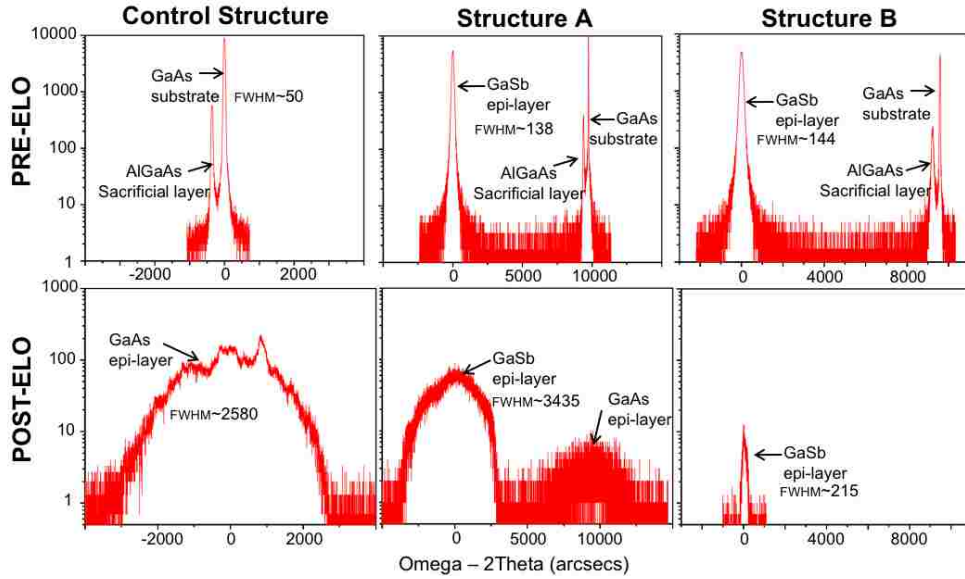 Control Structure
Structure A
Structure B
PRE-ELO
10000
1000
100
10
1
GaAs
substrate
FWHM~50
AlGaAs
Sacrificial layer
-2000
0
2000
GaSb
epi-layer
FWHM~138
GaAs
substrate
AlGaAs
Sacrificial layer
0
5000
10000
GaSb
epi-layer
FWHM~144
GaAs
substrate
AlGaAs
Sacrificial layer
0
4000
8000
POST-ELO
1000
100
10
1
GaAs
epi-layer
FWHM~2580
-2000
0
2000
GaSb
epi-layer
FWHM~3435
GaAs
epi-layer
0
5000
10000
GaSb
epi-layer
FWHM~215
0
4000
8000
Omega – 2Theta (arcsecs)